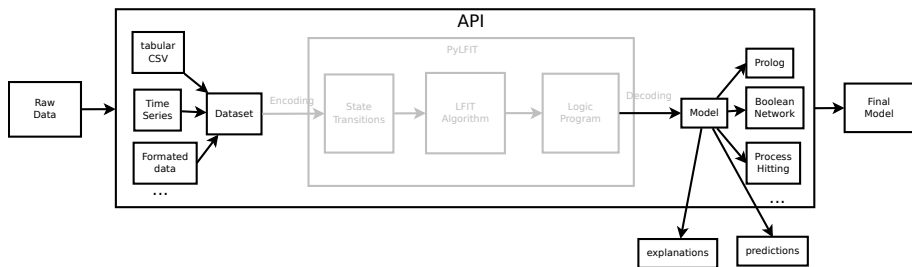 API
PyLFIT
Raw
Data
tabular
CSV
Time
Series
Formated
data
...
Dataset
Encoding
State
Transitions
LFIT
Algorithm
Logic
Program
Decoding
Model
Prolog
Boolean
Network
Process
Hitting
...
Final
Model
explanations
predictions